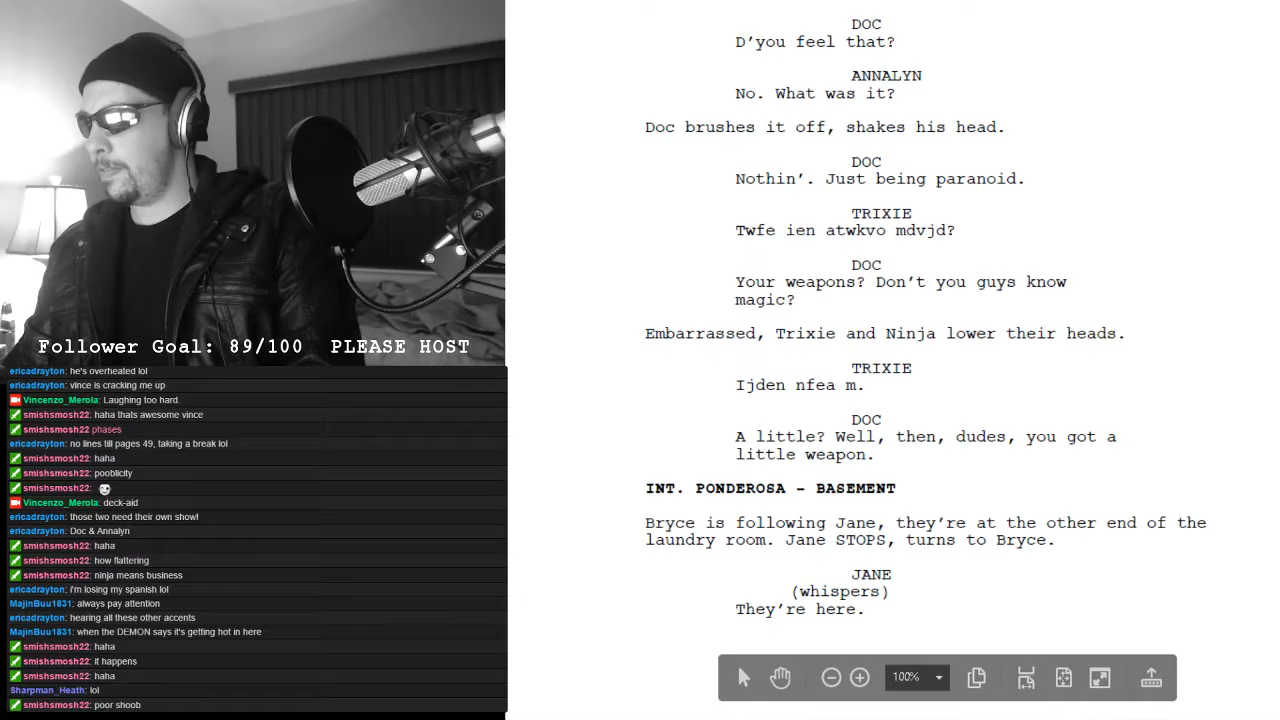 Follower Goal: 89/100 PLEASE HOST
ericadrayton: he's overheated lol
ericadrayton: vince is cracking me up
Vincenzo_Merola: Laughing too hard.
smishsmosh22: haha thats awesome vince
smishsmosh22 phases
ericadrayton: no lines till pages 49, taking a break lol
smishsmosh22: haha
smishsmosh22: pooblicity
smishsmosh22:
Vincenzo_Merola: deck-aid
ericadrayton: those two need their own show!
ericadrayton: Doc & Annalyn
smishsmosh22: haha
smishsmosh22: how flattering
smishsmosh22: ninja means business
ericadrayton: i'm losing my spanish lol
MajinBuu1831: always pay attention
ericadrayton: hearing all these other accents
MajinBuu1831: when the DEMON says it's getting hot in here
smishsmosh22: haha
smishsmosh22: it happens
smishsmosh22: haha
Sharpman_Heath: lol
smishsmosh22: poor shoob
DOC
D'you feel that?
ANNALYN
No. What was it?
Doc brushes it off, shakes his head.
DOC
Nothin'. Just being paranoid.
TRIXIE
Twfe ien atwkvo mdvjd?
DOC
Your weapons? Don't you guys know
magic?
Embarrassed, Trixie and Ninja lower their heads.
TRIXIE
Ijden nfea m.
DOC
A little? Well, then, dudes, you got a
little weapon.
INT. PONDEROSA - BASEMENT
Bryce is following Jane, they're at the other end of the
laundry room. Jane STOPS, turns to Bryce.
JANE
(whispers)
They're here.
100%